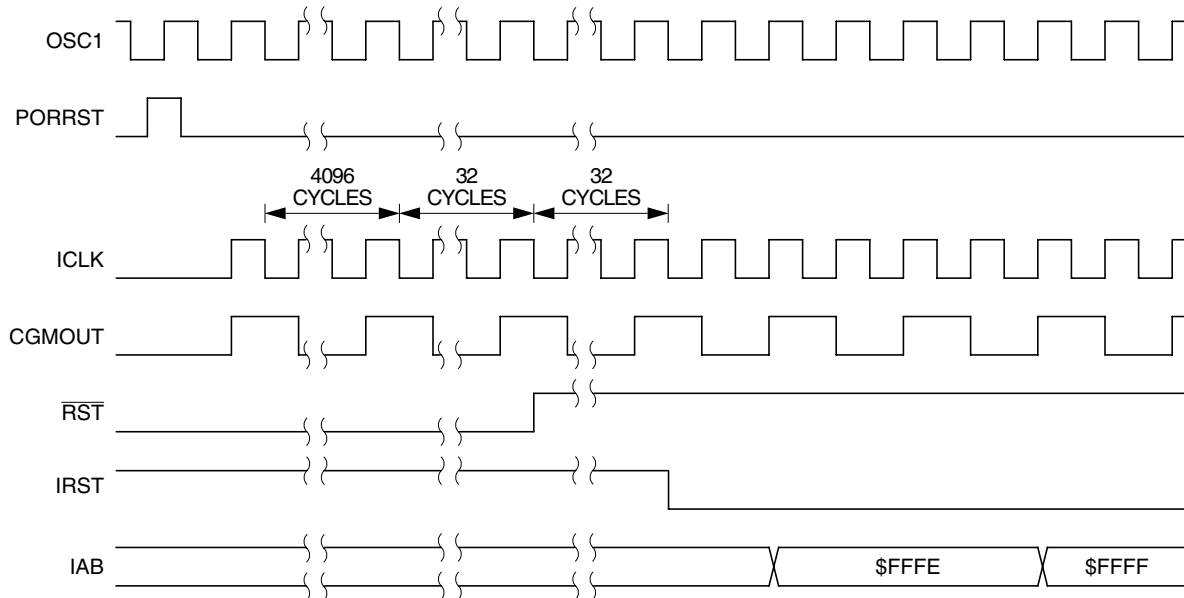 OSC1
PORRST
4096
CYCLES
32
CYCLES
32
CYCLES
ICLK
CGMOUT
RST
IRST
IAB
$FFFE
$FFFF